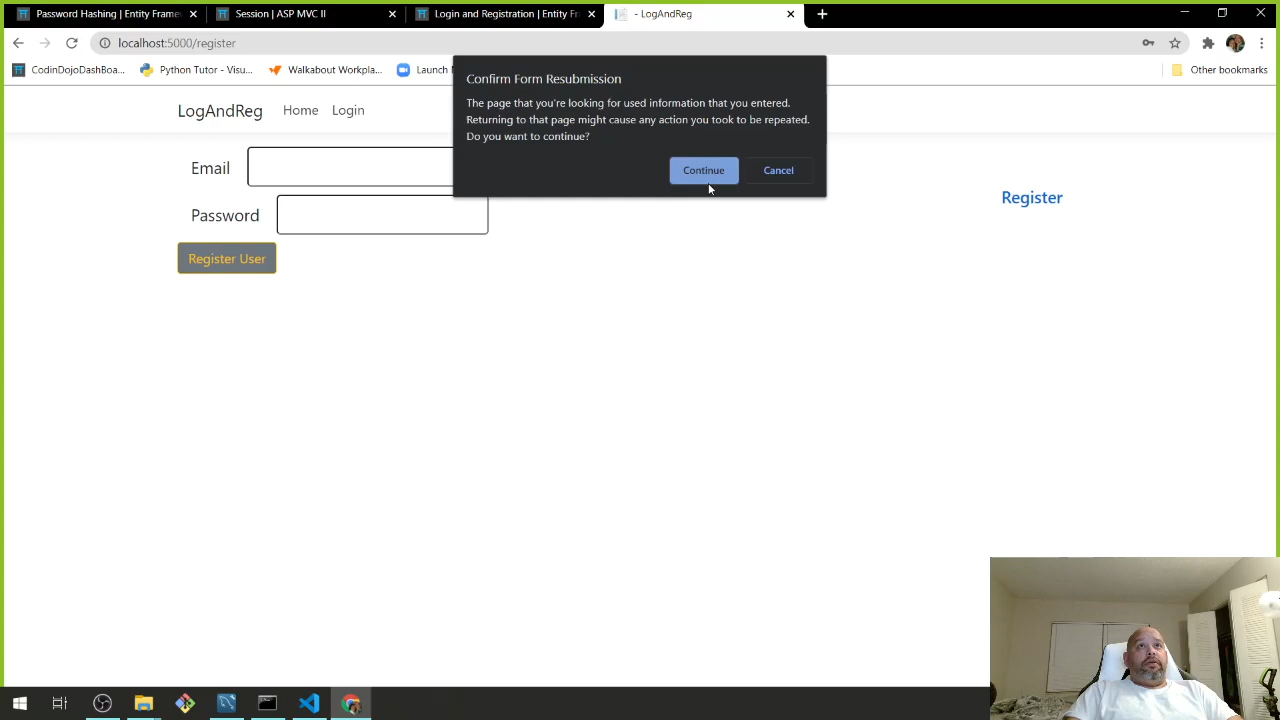 Password Hashing | Entity Frame
Session | ASP MVC II
Login and Registration | Entity Fr
- LogAndReg
localhost:5000/register
CodinDojoDashBoa...
Python Tutor - Visu...
Walkabout Workpla...
Launch
Other bookmarks
Confirm Form Resubmission
The page that you're looking for used information that you entered.
Returning to that page might cause any action you took to be repeated.
Do you want to continue?
Continue
Cancel
LogAndReg
Home
Login
Email
Password
Register User
Register